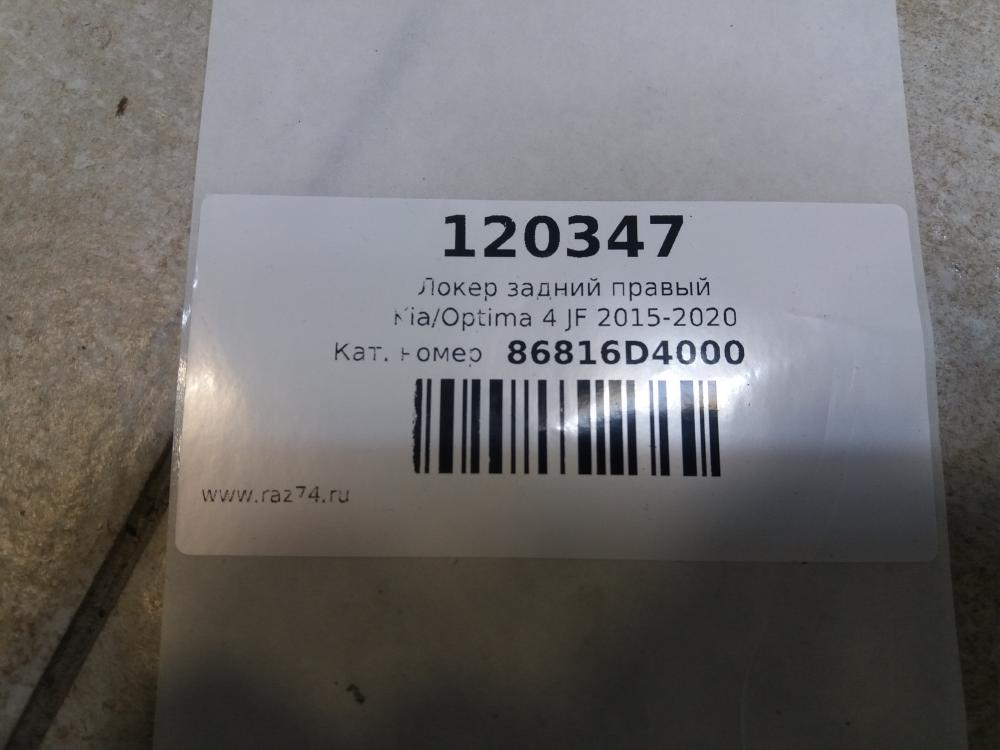 120347
Локер задний правый
Kia/Optima 4 JF 2015-2020
Кат. номер 86816D4000
www.raz74.ru